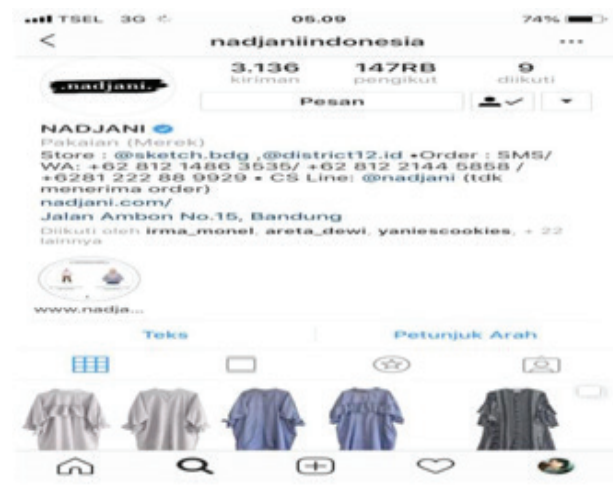 TSEL 3G 05.09 74%
nadjaniindonesia
.nadjani.
3.136 147RB 9
kiriman pengikut diikuti
Pesan
NADJANI
Pakaian (Merek)
Store : @sketch.bdg ,@district12.id •Order : SMS/
WA: +62 812 1486 3535/ +62 812 2144 5858 /
+6281 222 88 9929 • CS Line: @nadjani (tdk
menerima order)
nadjani.com/
Jalan Ambon No.15, Bandung
Diikuti oleh irma_monel, areta_dewi, yaniescookies, + 22
lainnya
www.nadja...
Teks Petunjuk Arah